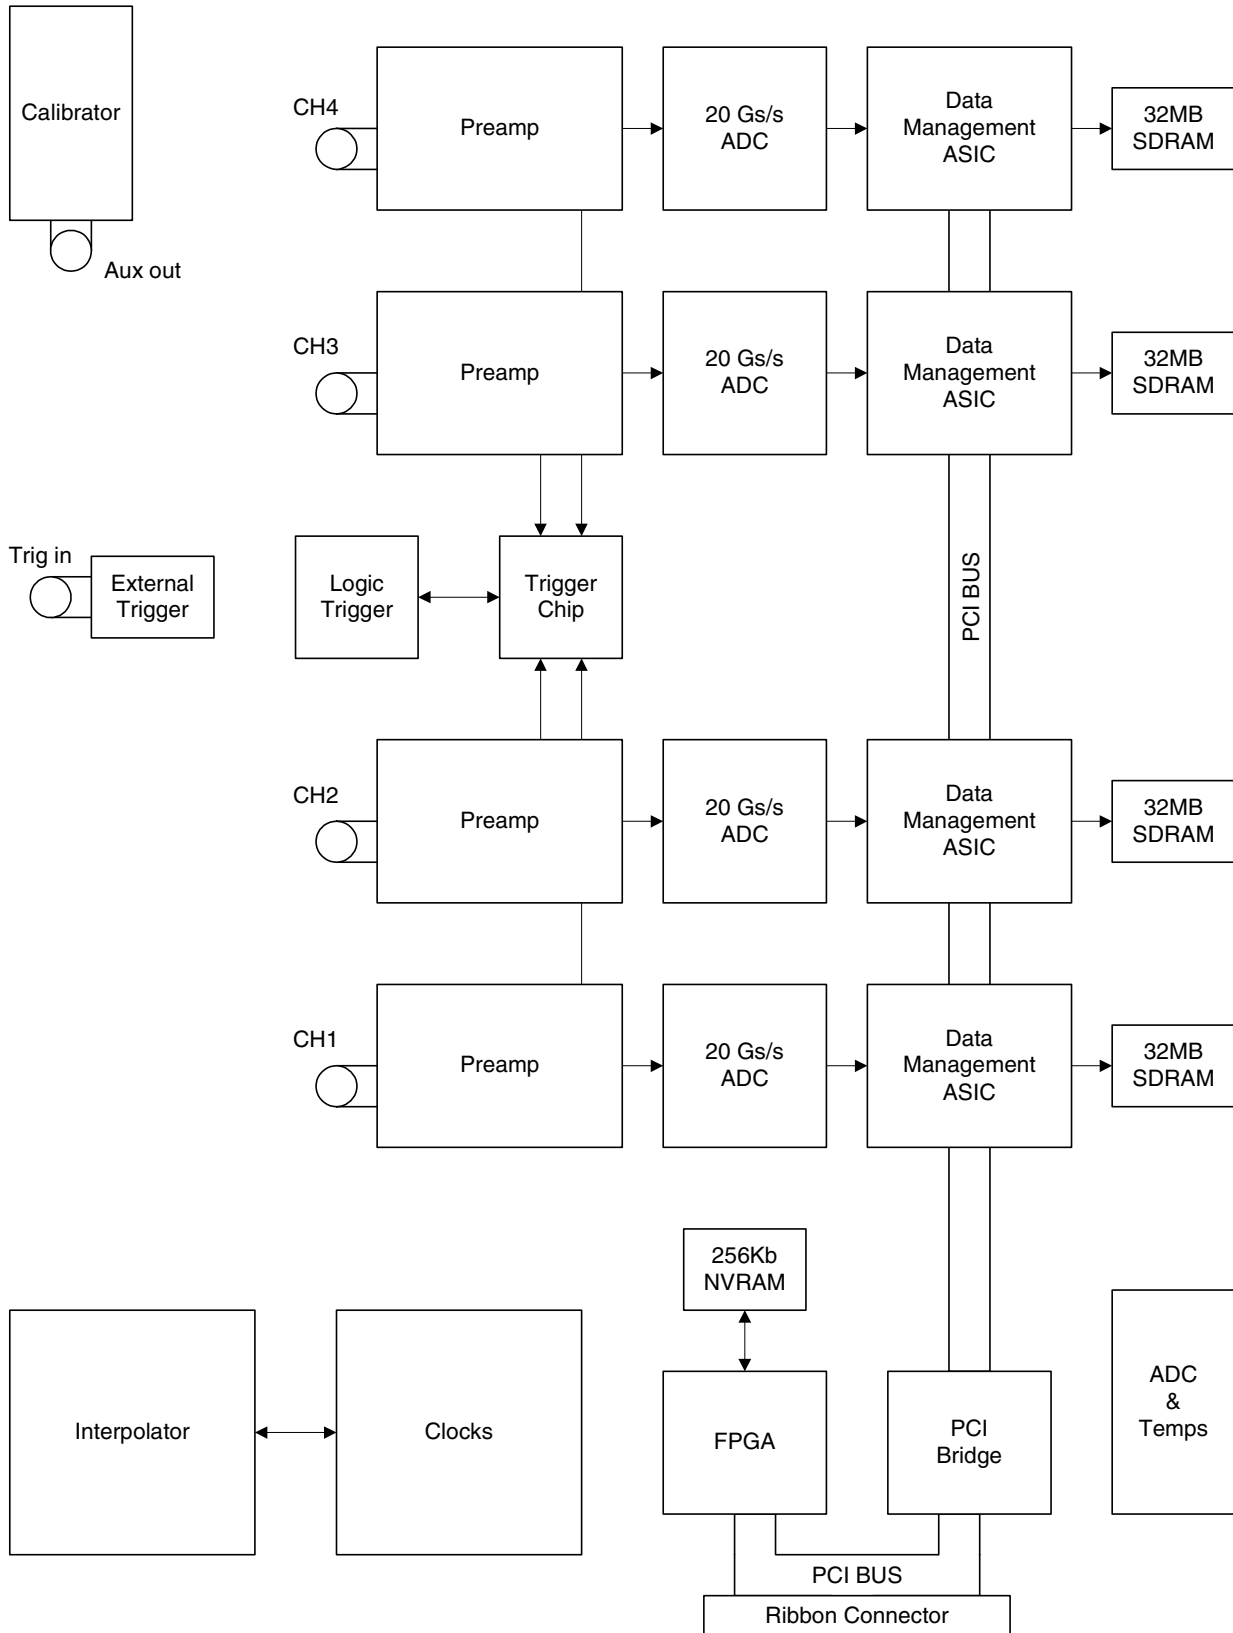 Calibrator
Aux out
CH4
Preamp
20 Gs/s
ADC
Data
Management
ASIC
32MB
SDRAM
CH3
Preamp
20 Gs/s
ADC
Data
Management
ASIC
32MB
SDRAM
Trig in
External
Trigger
Logic
Trigger
Trigger
Chip
PCI BUS
CH2
Preamp
20 Gs/s
ADC
Data
Management
ASIC
32MB
SDRAM
CH1
Preamp
20 Gs/s
ADC
Data
Management
ASIC
32MB
SDRAM
256Kb
NVRAM
Interpolator
Clocks
FPGA
PCI
Bridge
ADC
&
Temps
PCI BUS
Ribbon Connector